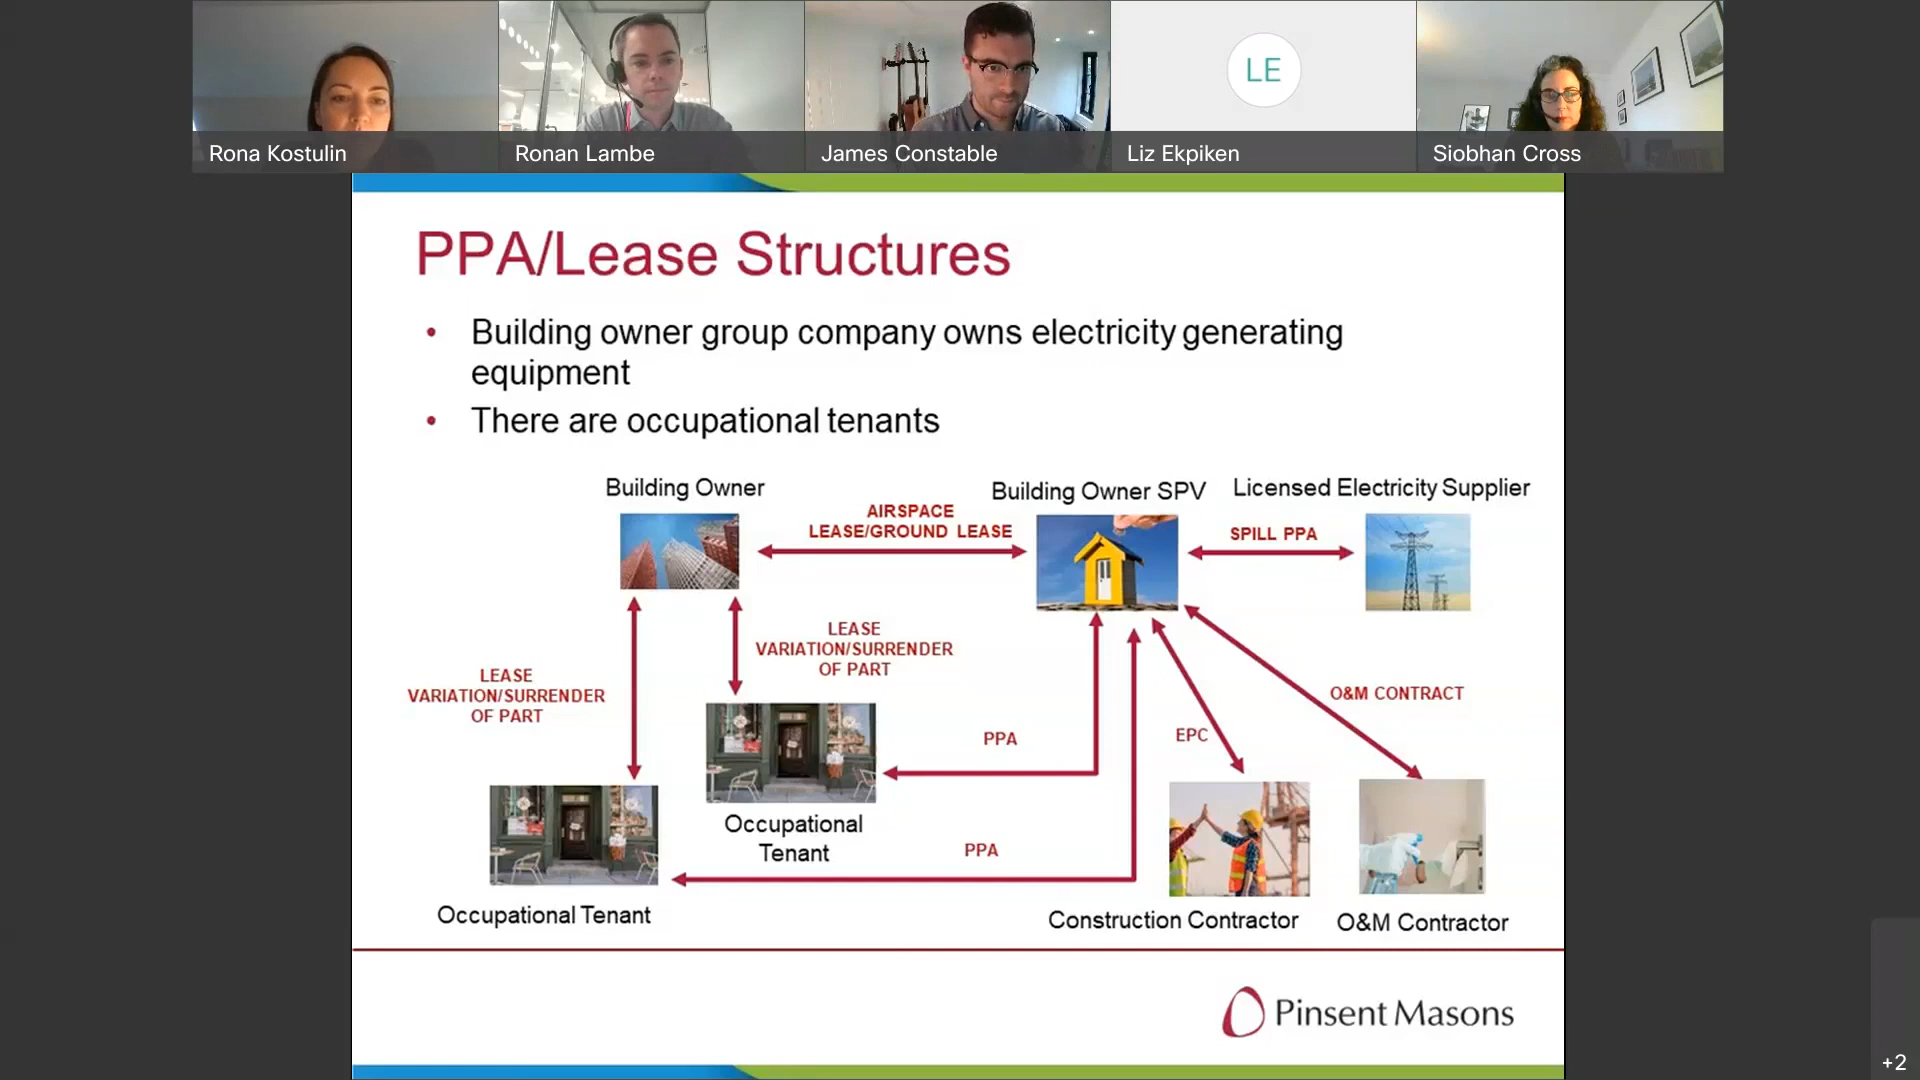 Rona Kostulin
Ronan Lambe
James Constable
LE
Liz Ekpiken
Siobhan Cross
PPA/Lease Structures
• Building owner group company owns electricity generating
equipment
• There are occupational tenants
Building Owner
Building Owner SPV
Licensed Electricity Supplier
AIRSPACE
LEASE/GROUND LEASE
SPILL PPA
LEASE
VARIATION/SURRENDER
OF PART
LEASE
VARIATION/SURRENDER
OF PART
O&M CONTRACT
PPA
EPC
Occupational
Tenant
PPA
Occupational Tenant
Construction Contractor
O&M Contractor
Pinsent Masons
+2